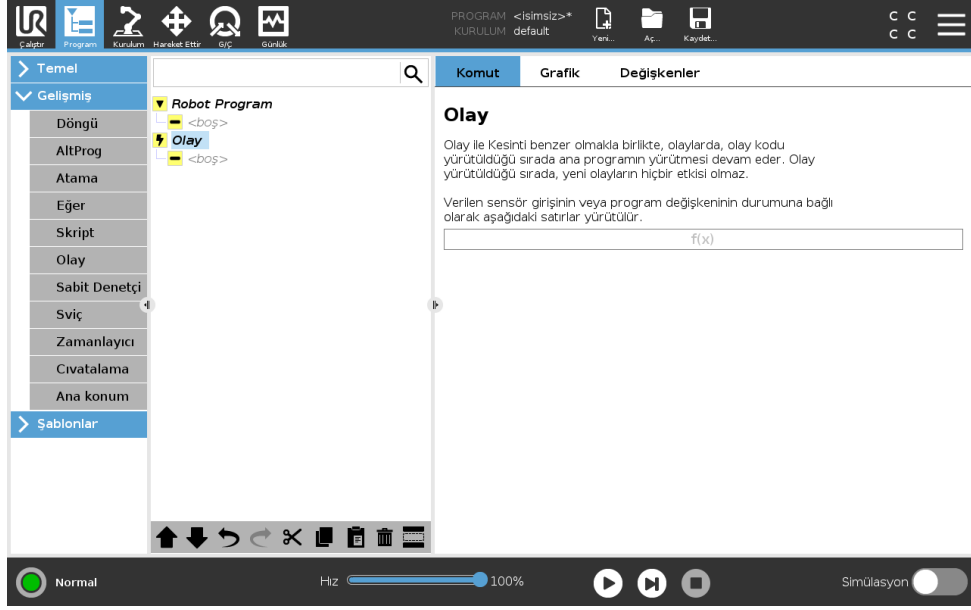 UR
PROGRAM <isimsiz>*
KURULUM default
C C
C C
Çalıştır Program Kurulum Hareket Ettir G/Ç Günlük Yeni... Aç... Kaydet...
Temel
Gelişmiş
Döngü
AltProg
Atama
Eğer
Skript
Olay
Sabit Denetçi
Sviç
Zamanlayıcı
Cıvatalama
Ana konum
Şablonlar
Robot Program
<boş>
Olay
<boş>
Komut Grafik Değişkenler
Olay
Olay ile Kesinti benzer olmakla birlikte, olaylarda, olay kodu
yürütüldüğü sırada ana programın yürütmesi devam eder. Olay
yürütüldüğü sırada, yeni olayların hiçbir etkisi olmaz.
Verilen sensör girişinin veya program değişkeninin durumuna bağlı
olarak aşağıdaki satırlar yürütülür.
f(x)
Normal Hız 100% Simülasyon